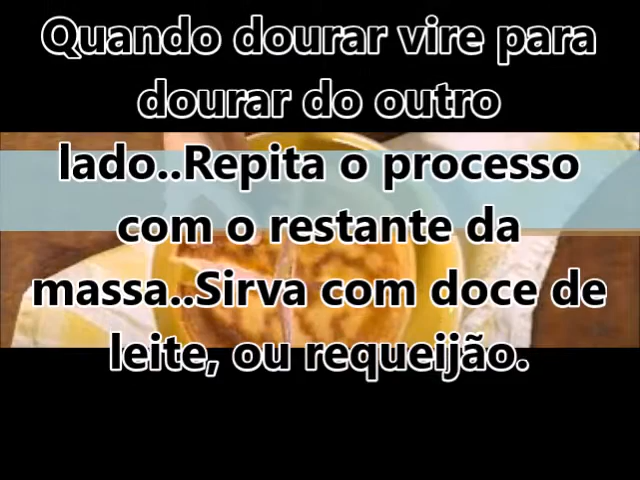 Quando dourar vire para
dourar do outro
lado..Repita o processo
com o restante da
massa..Sirva com doce de
leite, ou requeijão.